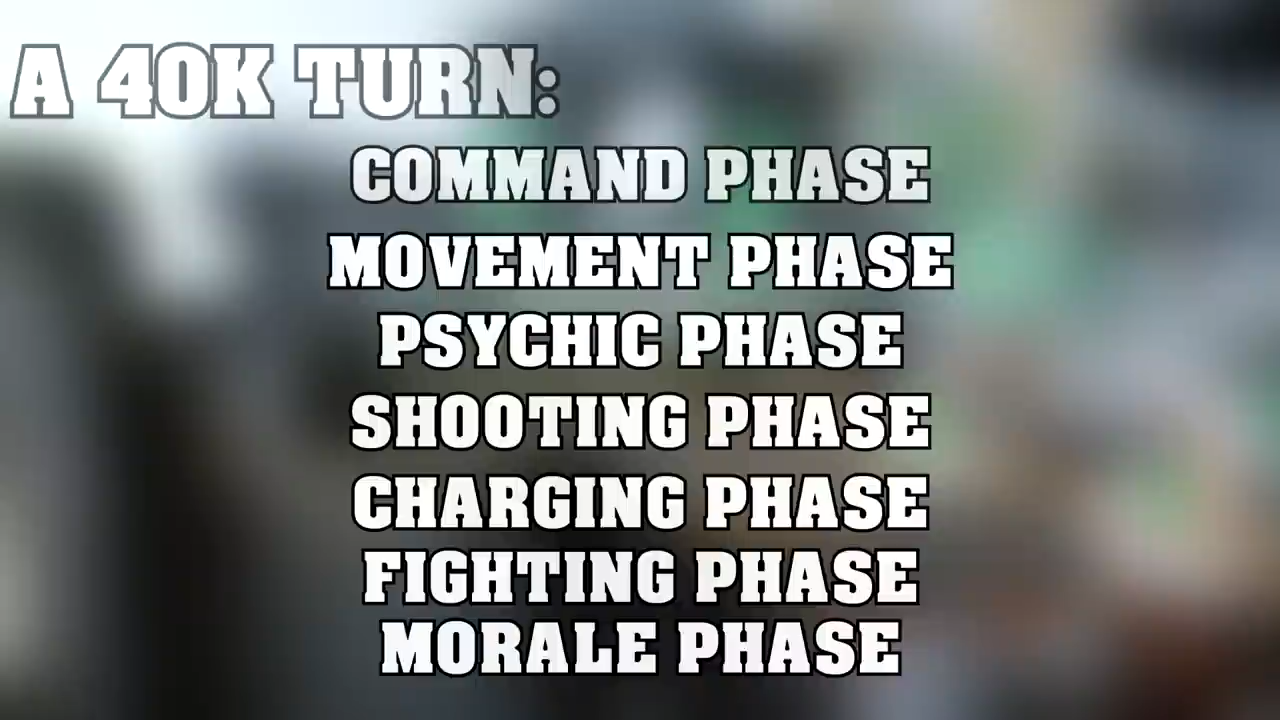 A 40K TURN:
COMMAND PHASE
MOVEMENT PHASE
PSYCHIC PHASE
SHOOTING PHASE
CHARGING PHASE
FIGHTING PHASE
MORALE PHASE